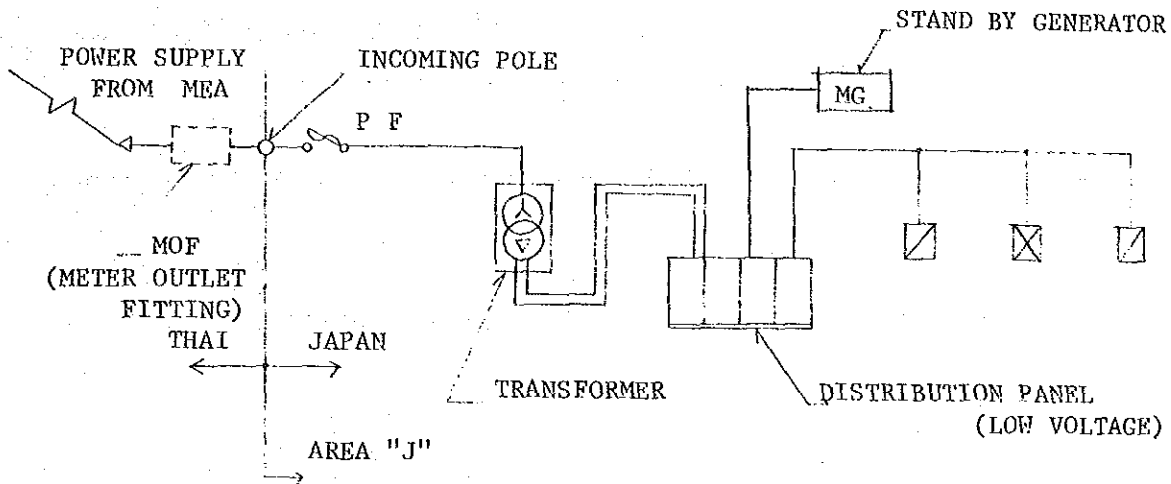 STAND BY GENERATOR
POWER SUPPLY
FROM MEA
INCOMING POLE
MG
P F
MOF
(METER OUTLET
FITTING)
THAI
JAPAN
TRANSFORMER
DISTRIBUTION PANEL
(LOW VOLTAGE)
AREA "J"